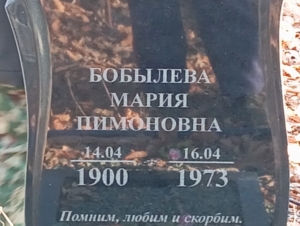 БОБЫЛЕВА
МАРИЯ
ПИМОНОВНА
14.04 16.04
1900 1973
Помним, любим и скорбим.